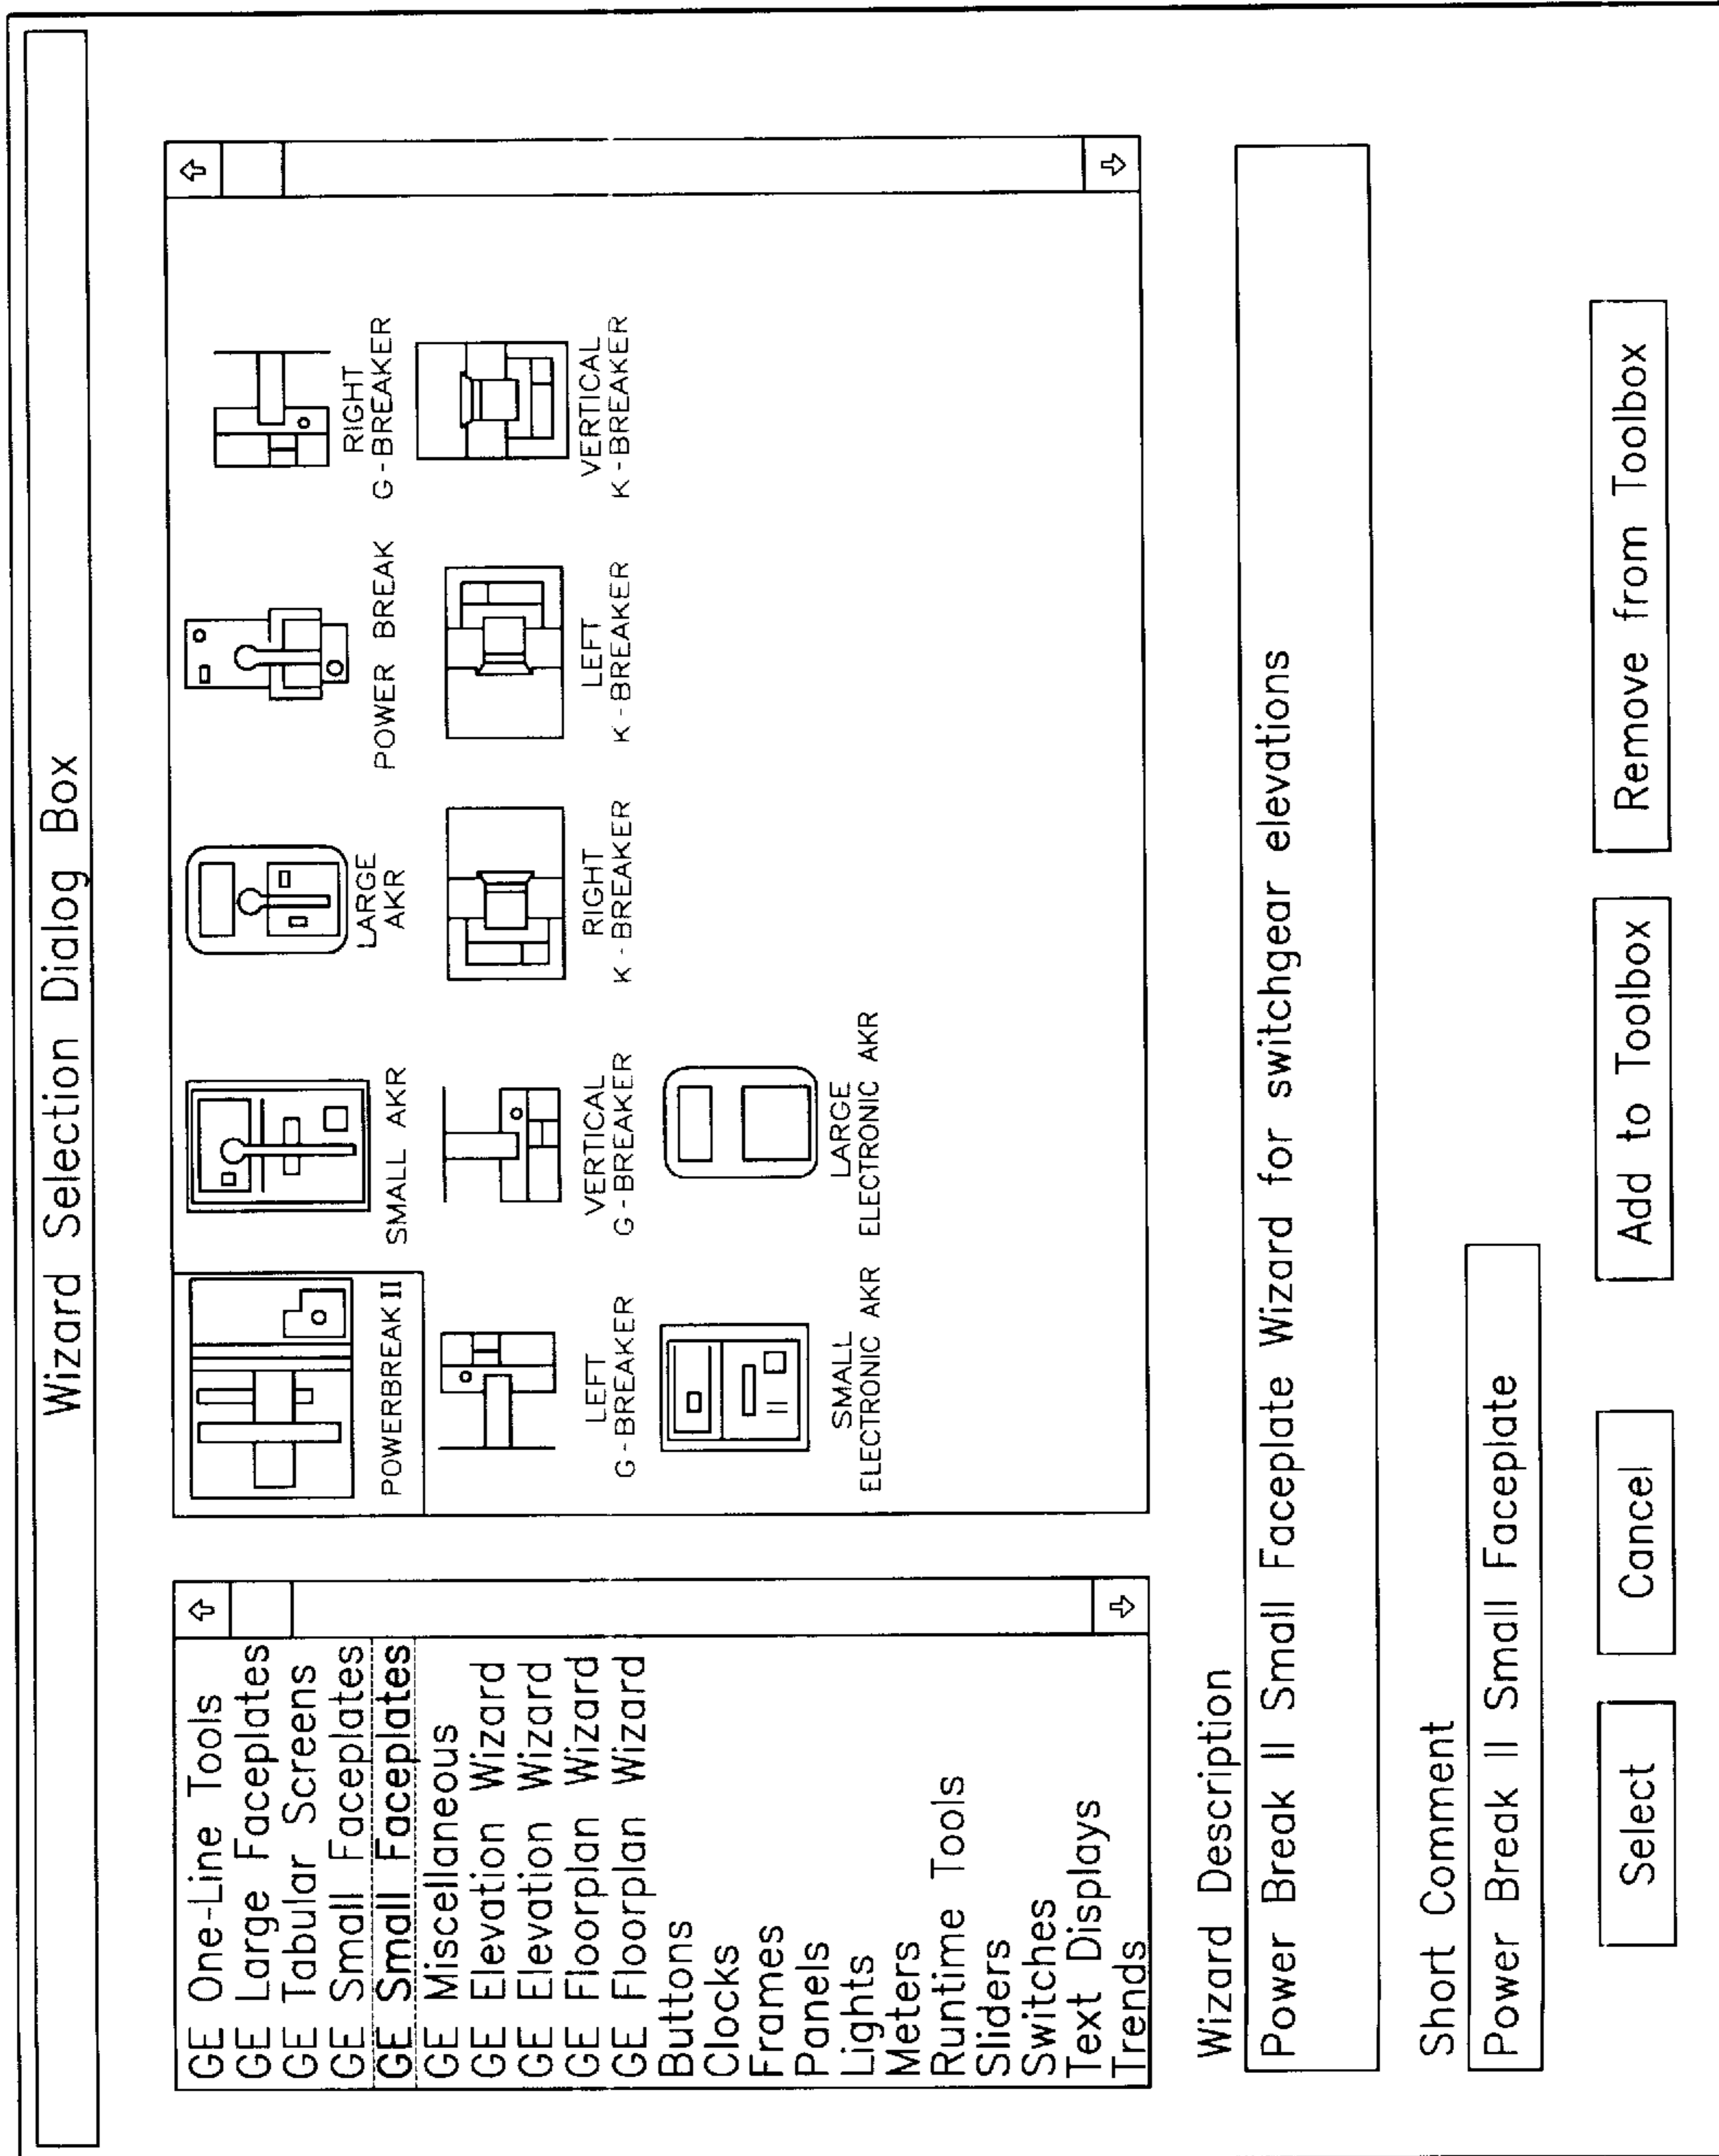 Wizard Selection Dialog Box
GE One-Line Tools
GE Large Faceplates
GE Tabular Screens
GE Small Faceplates
GE Small Faceplates
GE Miscellaneous
GE Elevation Wizard
GE Elevation Wizard
GE Floorplan Wizard
GE Floorplan Wizard
Buttons
Clocks
Frames
Panels
Lights
Meters
Runtime Tools
Sliders
Switches
Text Displays
Trends
POWERBREAK II
SMALL AKR
LARGE
AKR
POWER BREAK
RIGHT
G-BREAKER
LEFT
G-BREAKER
VERTICAL
G-BREAKER
RIGHT
K-BREAKER
LEFT
K-BREAKER
VERTICAL
K-BREAKER
SMALL
ELECTRONIC AKR
LARGE
ELECTRONIC AKR
Wizard Description
Power Break II Small Faceplate Wizard for switchgear elevations
Short Comment
Power Break II Small Faceplate
Select
Cancel
Add to Toolbox
Remove from Toolbox